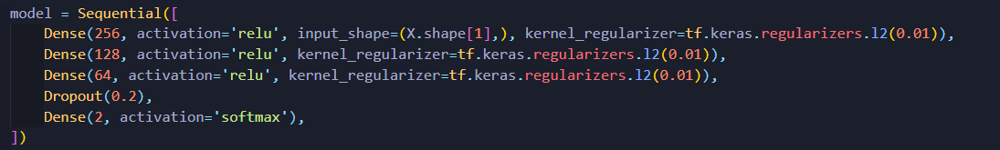 model = Sequential([
    Dense(256, activation='relu', input_shape=(X.shape[1],), kernel_regularizer=tf.keras.regularizers.l2(0.01)),
    Dense(128, activation='relu', kernel_regularizer=tf.keras.regularizers.l2(0.01)),
    Dense(64, activation='relu', kernel_regularizer=tf.keras.regularizers.l2(0.01)),
    Dropout(0.2),
    Dense(2, activation='softmax'),
])